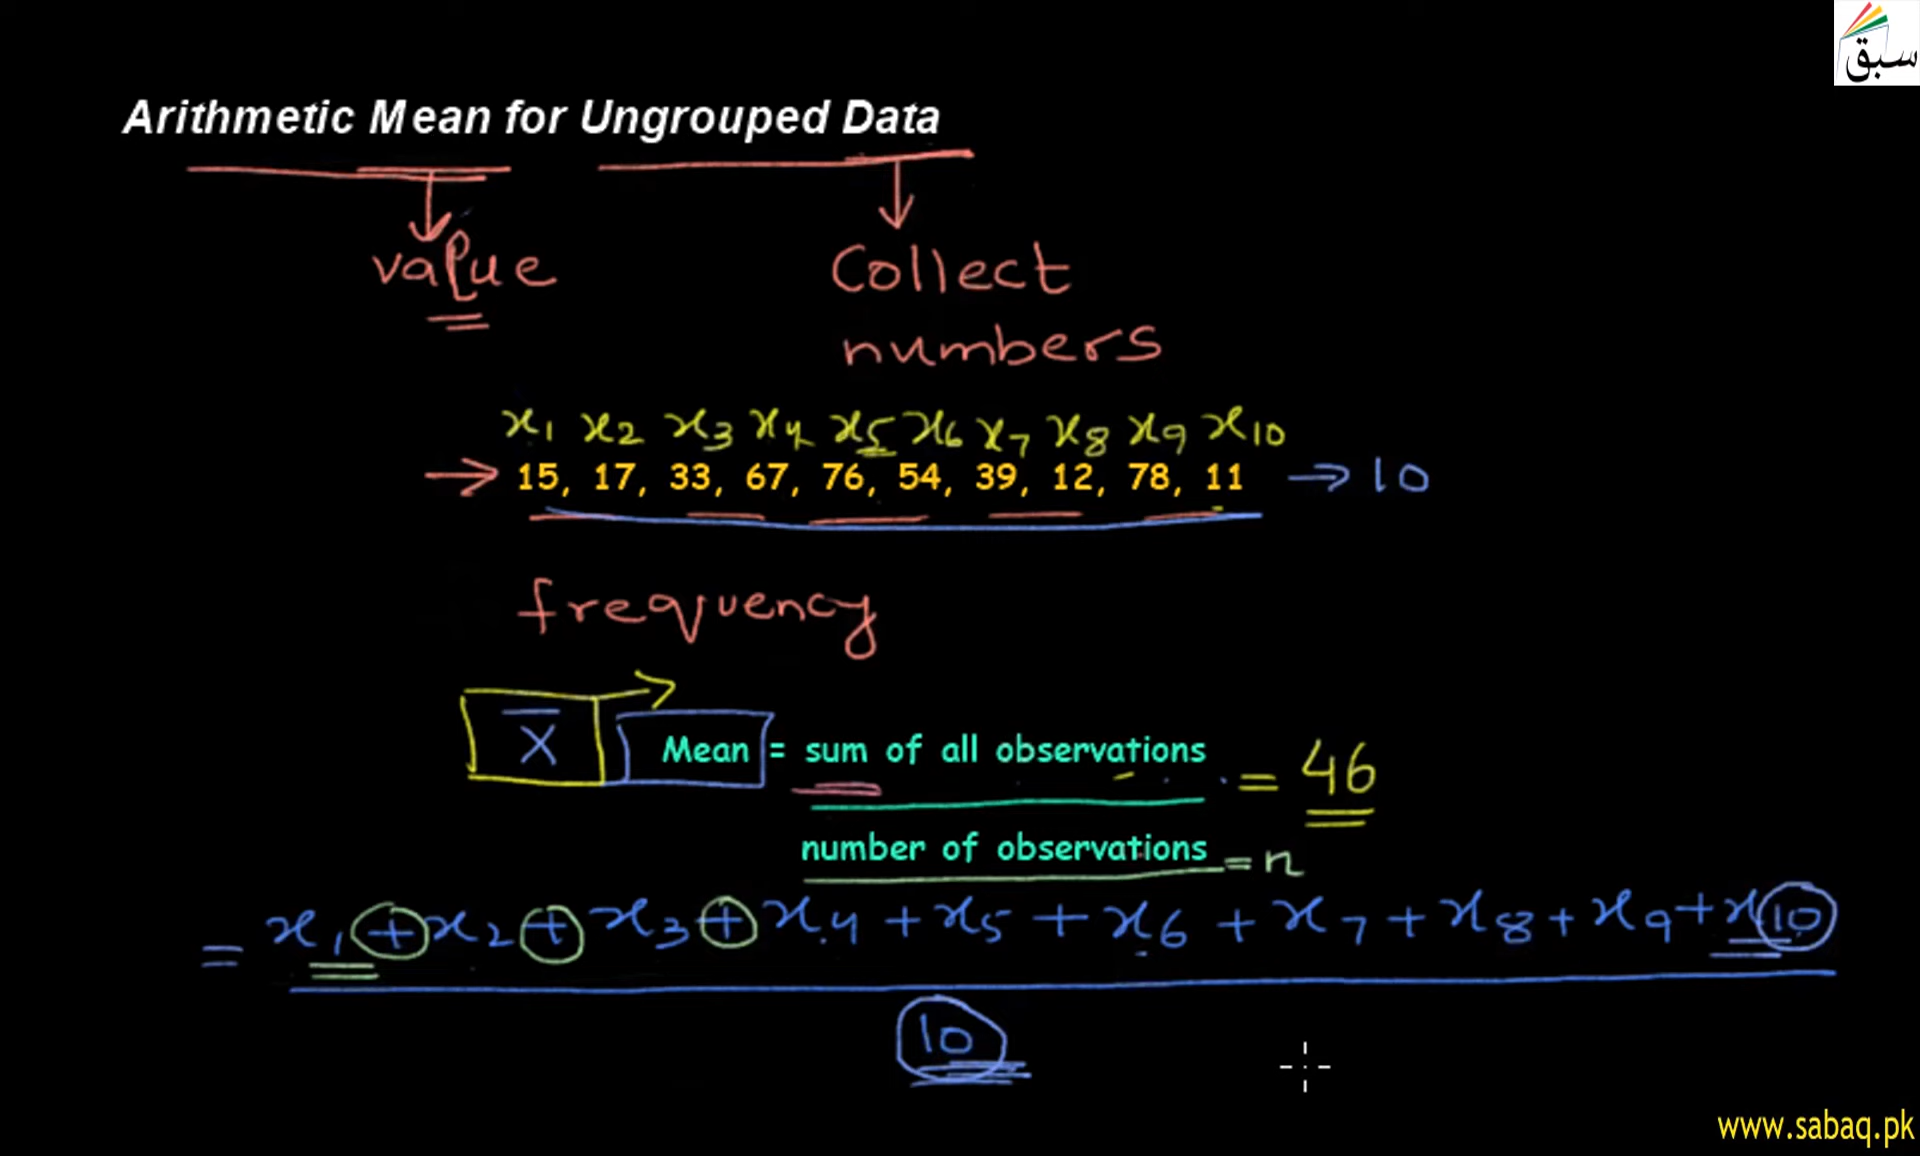 سبق
Arithmetic Mean for Ungrouped Data
value
Collect
numbers
x1 x2 x3 x4 x5 x6 x7 x8 x9 x10
→ 15, 17, 33, 67, 76, 54, 39, 12, 78, 11 → 10
frequency
X̄ Mean = sum of all observations = 46
number of observations = n
= x1 + x2 + x3 + x4 + x5 + x6 + x7 + x8 + x9 + x10
10
www.sabaq.pk